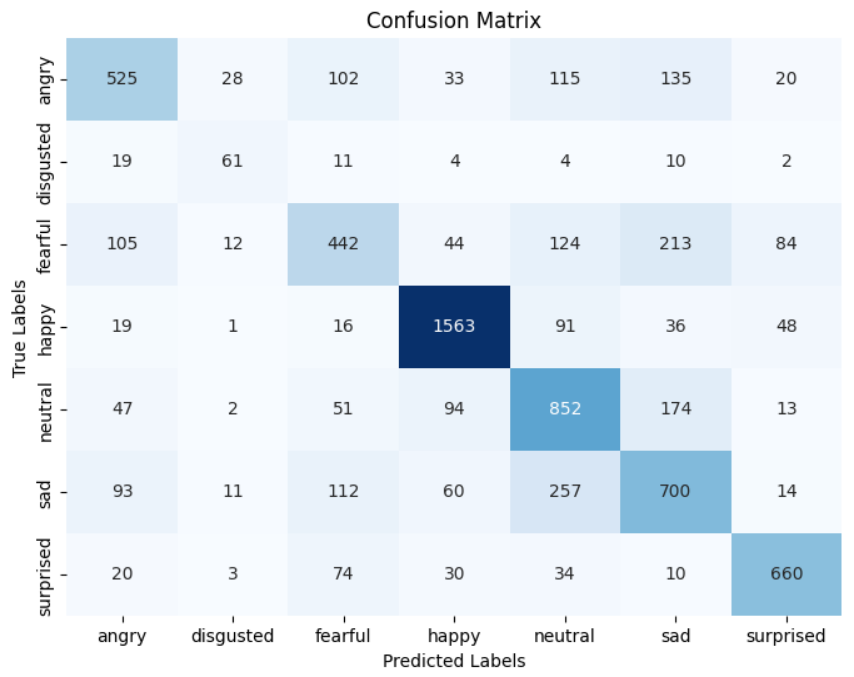 Confusion Matrix
True Labels
angry 525 28 102 33 115 135 20
disgusted 19 61 11 4 4 10 2
fearful 105 12 442 44 124 213 84
happy 19 1 16 1563 91 36 48
neutral 47 2 51 94 852 174 13
sad 93 11 112 60 257 700 14
surprised 20 3 74 30 34 10 660
angry disgusted fearful happy neutral sad surprised
Predicted Labels